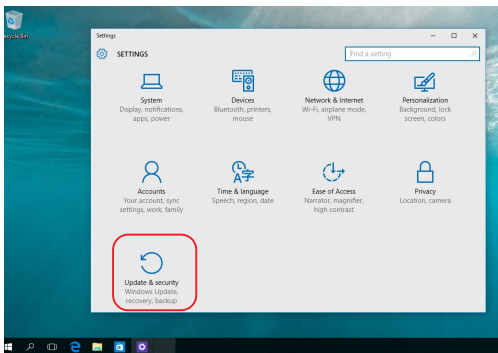 Recycle Bin
Settings
SETTINGS
Find a setting
System
Display, notifications,
apps, power
Devices
Bluetooth, printers,
mouse
Network & Internet
Wi-Fi, airplane mode,
VPN
Personalization
Background, lock
screen, colors
Accounts
Your account, sync
settings, work, family
Time & language
Speech, region, date
Ease of Access
Narrator, magnifier,
high contrast
Privacy
Location, camera
Update & security
Windows Update,
recovery, backup